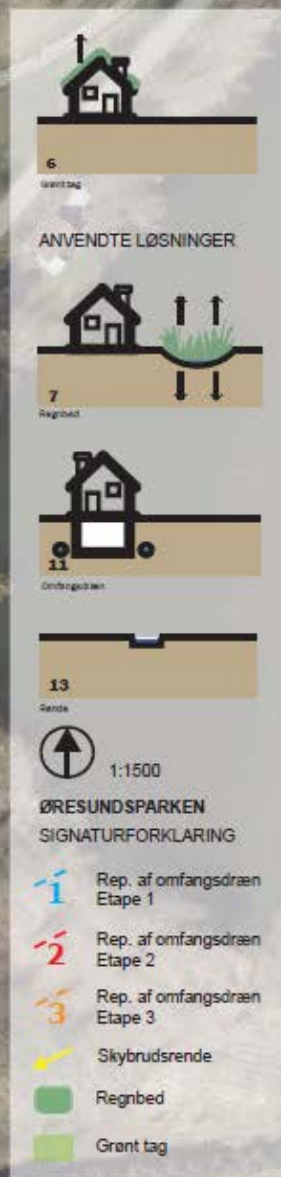 6
Grønt tag
ANVENDTE LØSNINGER
7
Regnbed
11
Omfangsdræn
13
Rende
1:1500
ØRESUNDSPARKEN
SIGNATURFORKLARING
1 Rep. af omfangsdræn
Etape 1
2 Rep. af omfangsdræn
Etape 2
3 Rep. af omfangsdræn
Etape 3
Skybrudsrende
Regnbed
Grønt tag